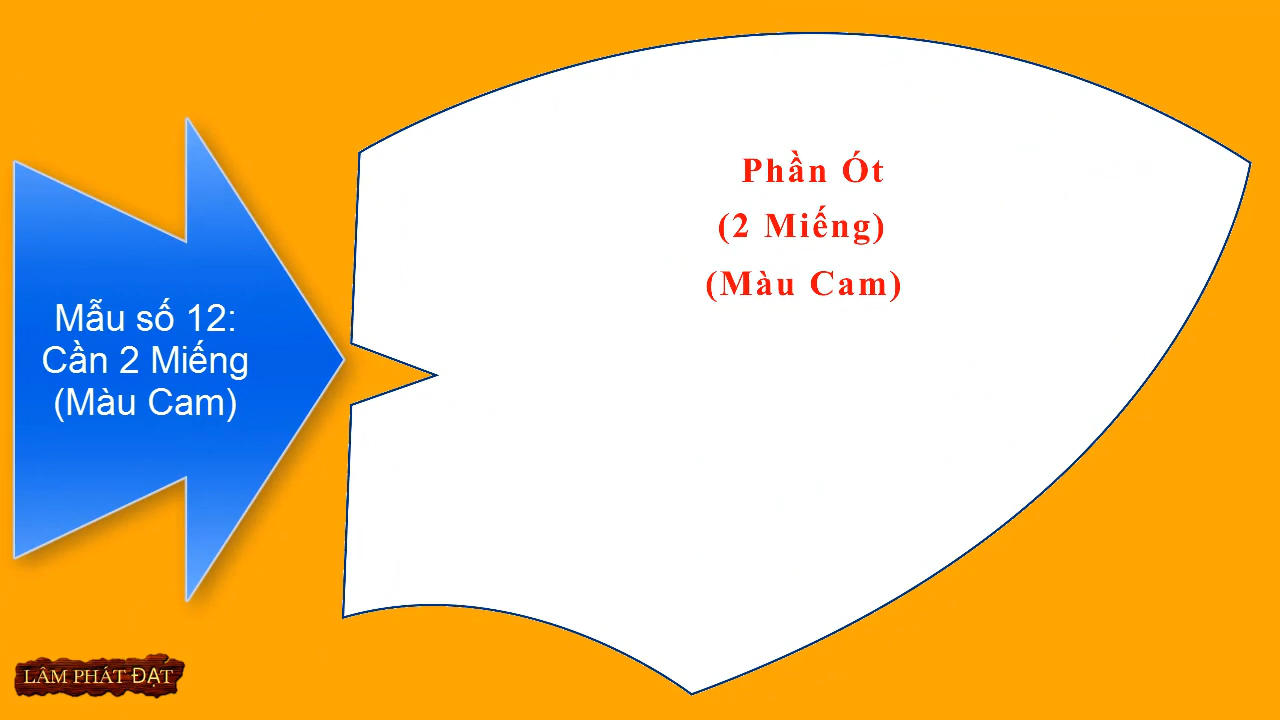 Phần Ót
(2 Miếng)
(Màu Cam)
Mẫu số 12:
Cần 2 Miếng
(Màu Cam)
LÂM PHÁT ĐẠT